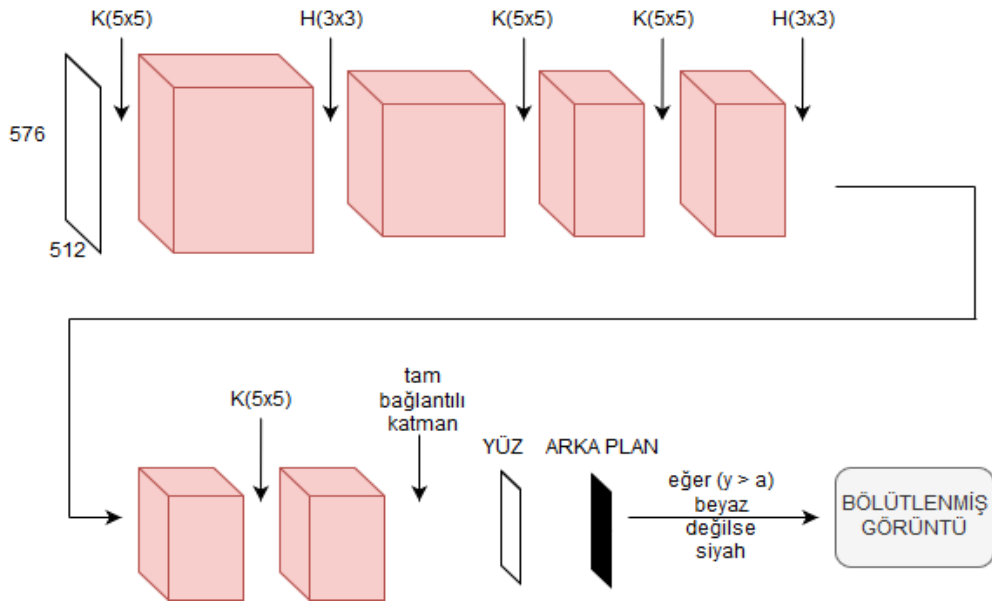 K(5x5)
H(3x3)
K(5x5)
K(5x5)
H(3x3)
576
512
K(5x5)
tam
bağlantılı
katman
YÜZ
ARKA PLAN
eğer (y > a)
beyaz
değilse
siyah
BÖLÜTLENMİŞ
GÖRÜNTÜ